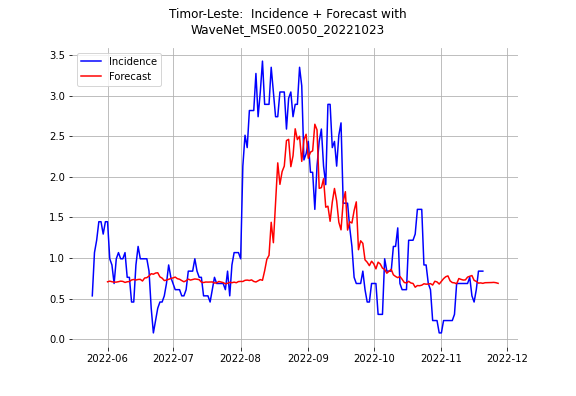 Timor-Leste:  Incidence + Forecast with
WaveNet_MSE0.0050_20221023
Incidence
Forecast
3.5
3.0
2.5
2.0
1.5
1.0
0.5
0.0
2022-06 2022-07 2022-08 2022-09 2022-10 2022-11 2022-12